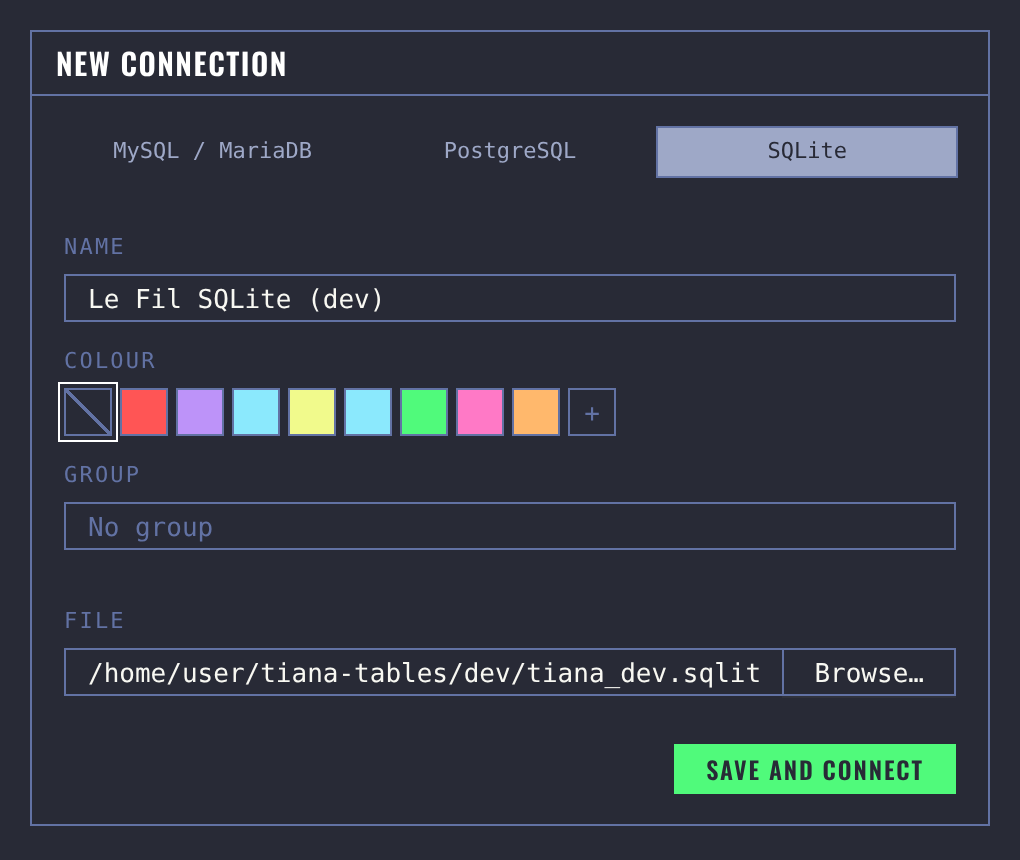 NEW CONNECTION
MySQL / MariaDB PostgreSQL SQLite
NAME
Le Fil SQLite (dev)
COLOUR
+
GROUP
No group
FILE
/home/user/tiana-tables/dev/tiana_dev.sqlit Browse…
SAVE AND CONNECT